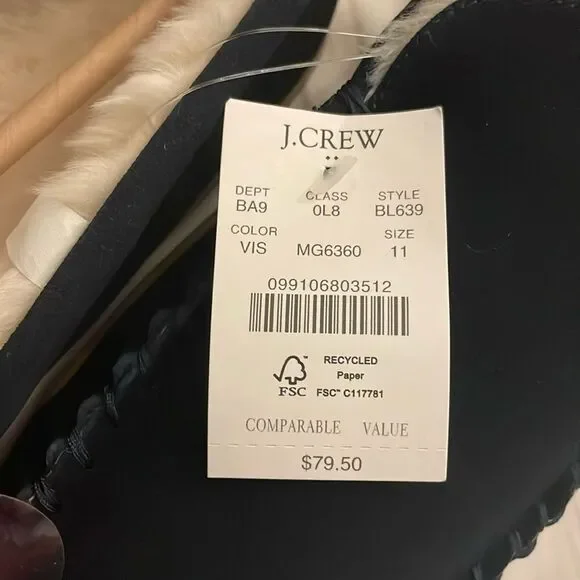 J.CREW
DEPT CLASS STYLE
BA9 0L8 BL639
COLOR SIZE
VIS MG6360 11
099106803512
RECYCLED
Paper
FSC FSC™ C117781
COMPARABLE VALUE
$79.50